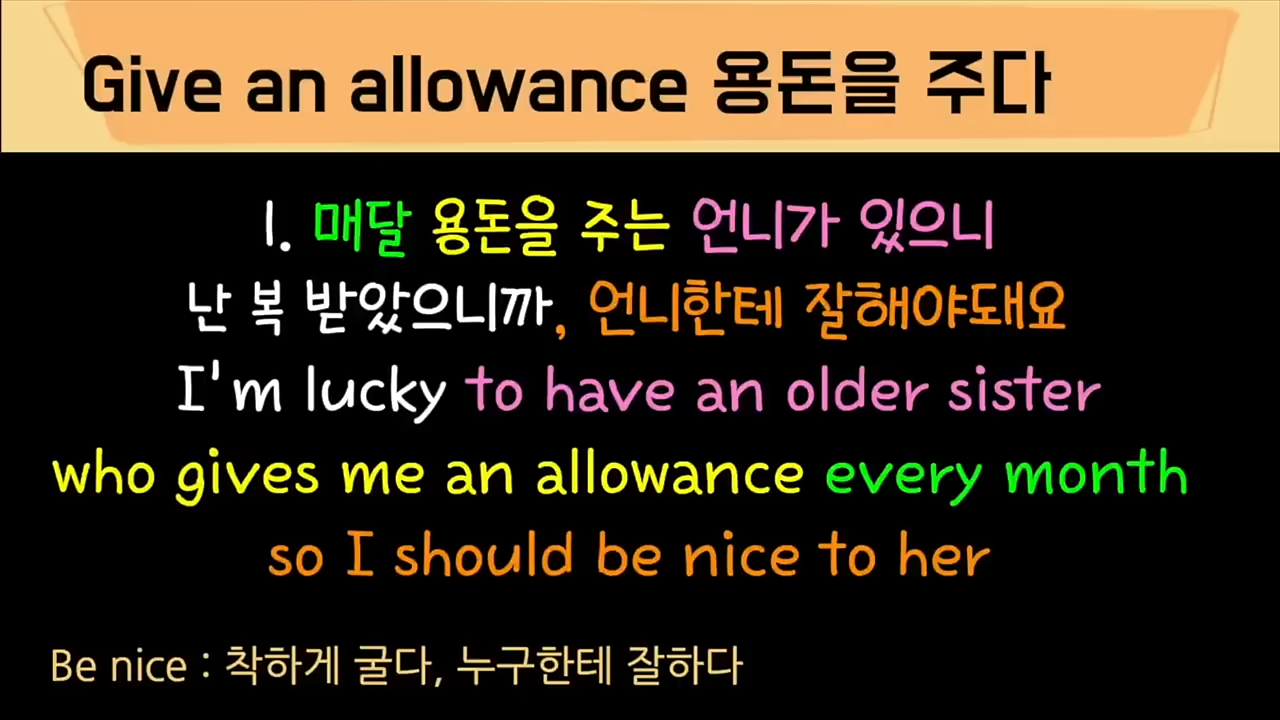 Give an allowance 용돈을 주다
1. 매달 용돈을 주는 언니가 있으니
난 복 받았으니까, 언니한테 잘해야돼요
I'm lucky to have an older sister
who gives me an allowance every month
so I should be nice to her
Be nice : 착하게 굴다, 누구한테 잘하다